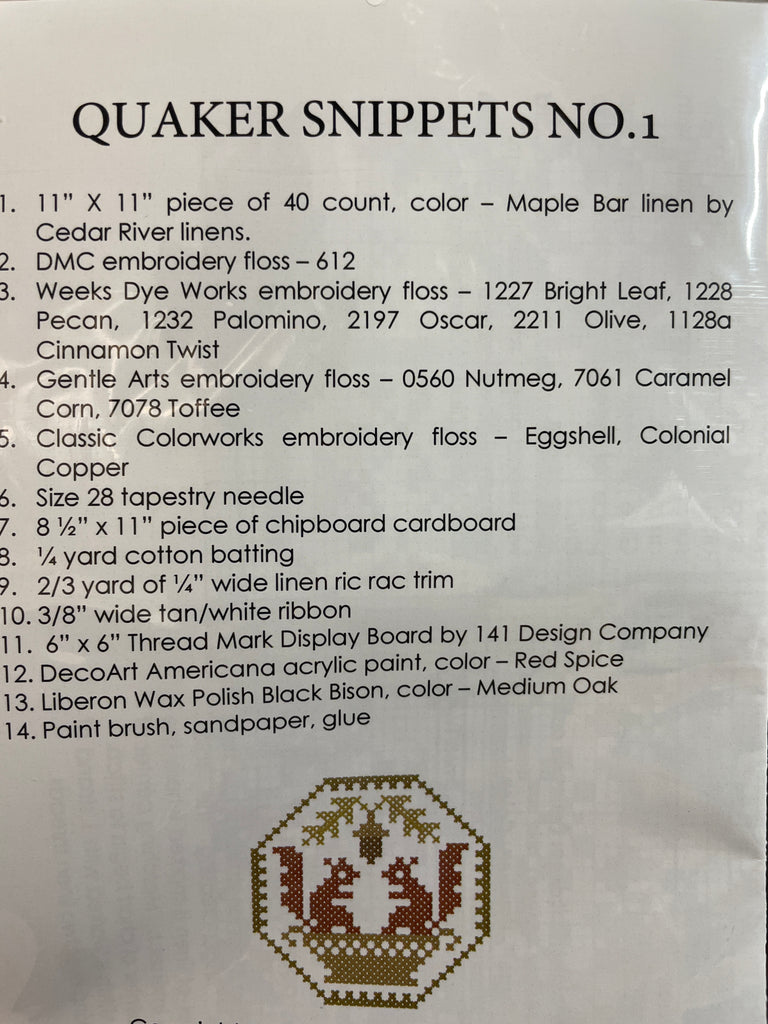 QUAKER SNIPPETS NO.1
1. 11” X 11” piece of 40 count, color – Maple Bar linen by
Cedar River linens.
2. DMC embroidery floss – 612
3. Weeks Dye Works embroidery floss – 1227 Bright Leaf, 1228
Pecan, 1232 Palomino, 2197 Oscar, 2211 Olive, 1128a
Cinnamon Twist
4. Gentle Arts embroidery floss – 0560 Nutmeg, 7061 Caramel
Corn, 7078 Toffee
5. Classic Colorworks embroidery floss – Eggshell, Colonial
Copper
6. Size 28 tapestry needle
7. 8 ½” x 11” piece of chipboard cardboard
8. ¼ yard cotton batting
9. 2/3 yard of ¼” wide linen ric rac trim
10. 3/8” wide tan/white ribbon
11. 6” x 6” Thread Mark Display Board by 141 Design Company
12. DecoArt Americana acrylic paint, color – Red Spice
13. Liberon Wax Polish Black Bison, color – Medium Oak
14. Paint brush, sandpaper, glue